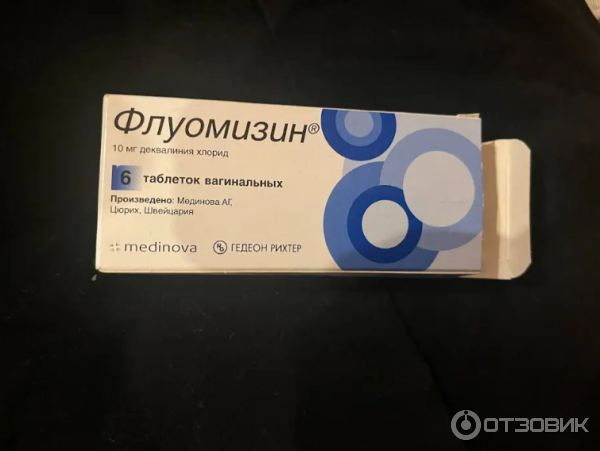 Флуомизин®
10 мг деквалиния хлорид
6 таблеток вагинальных
Произведено: Мединова АГ,
Цюрих, Швейцария
medinova ГЕДЕОН РИХТЕР
ОТЗОВИК